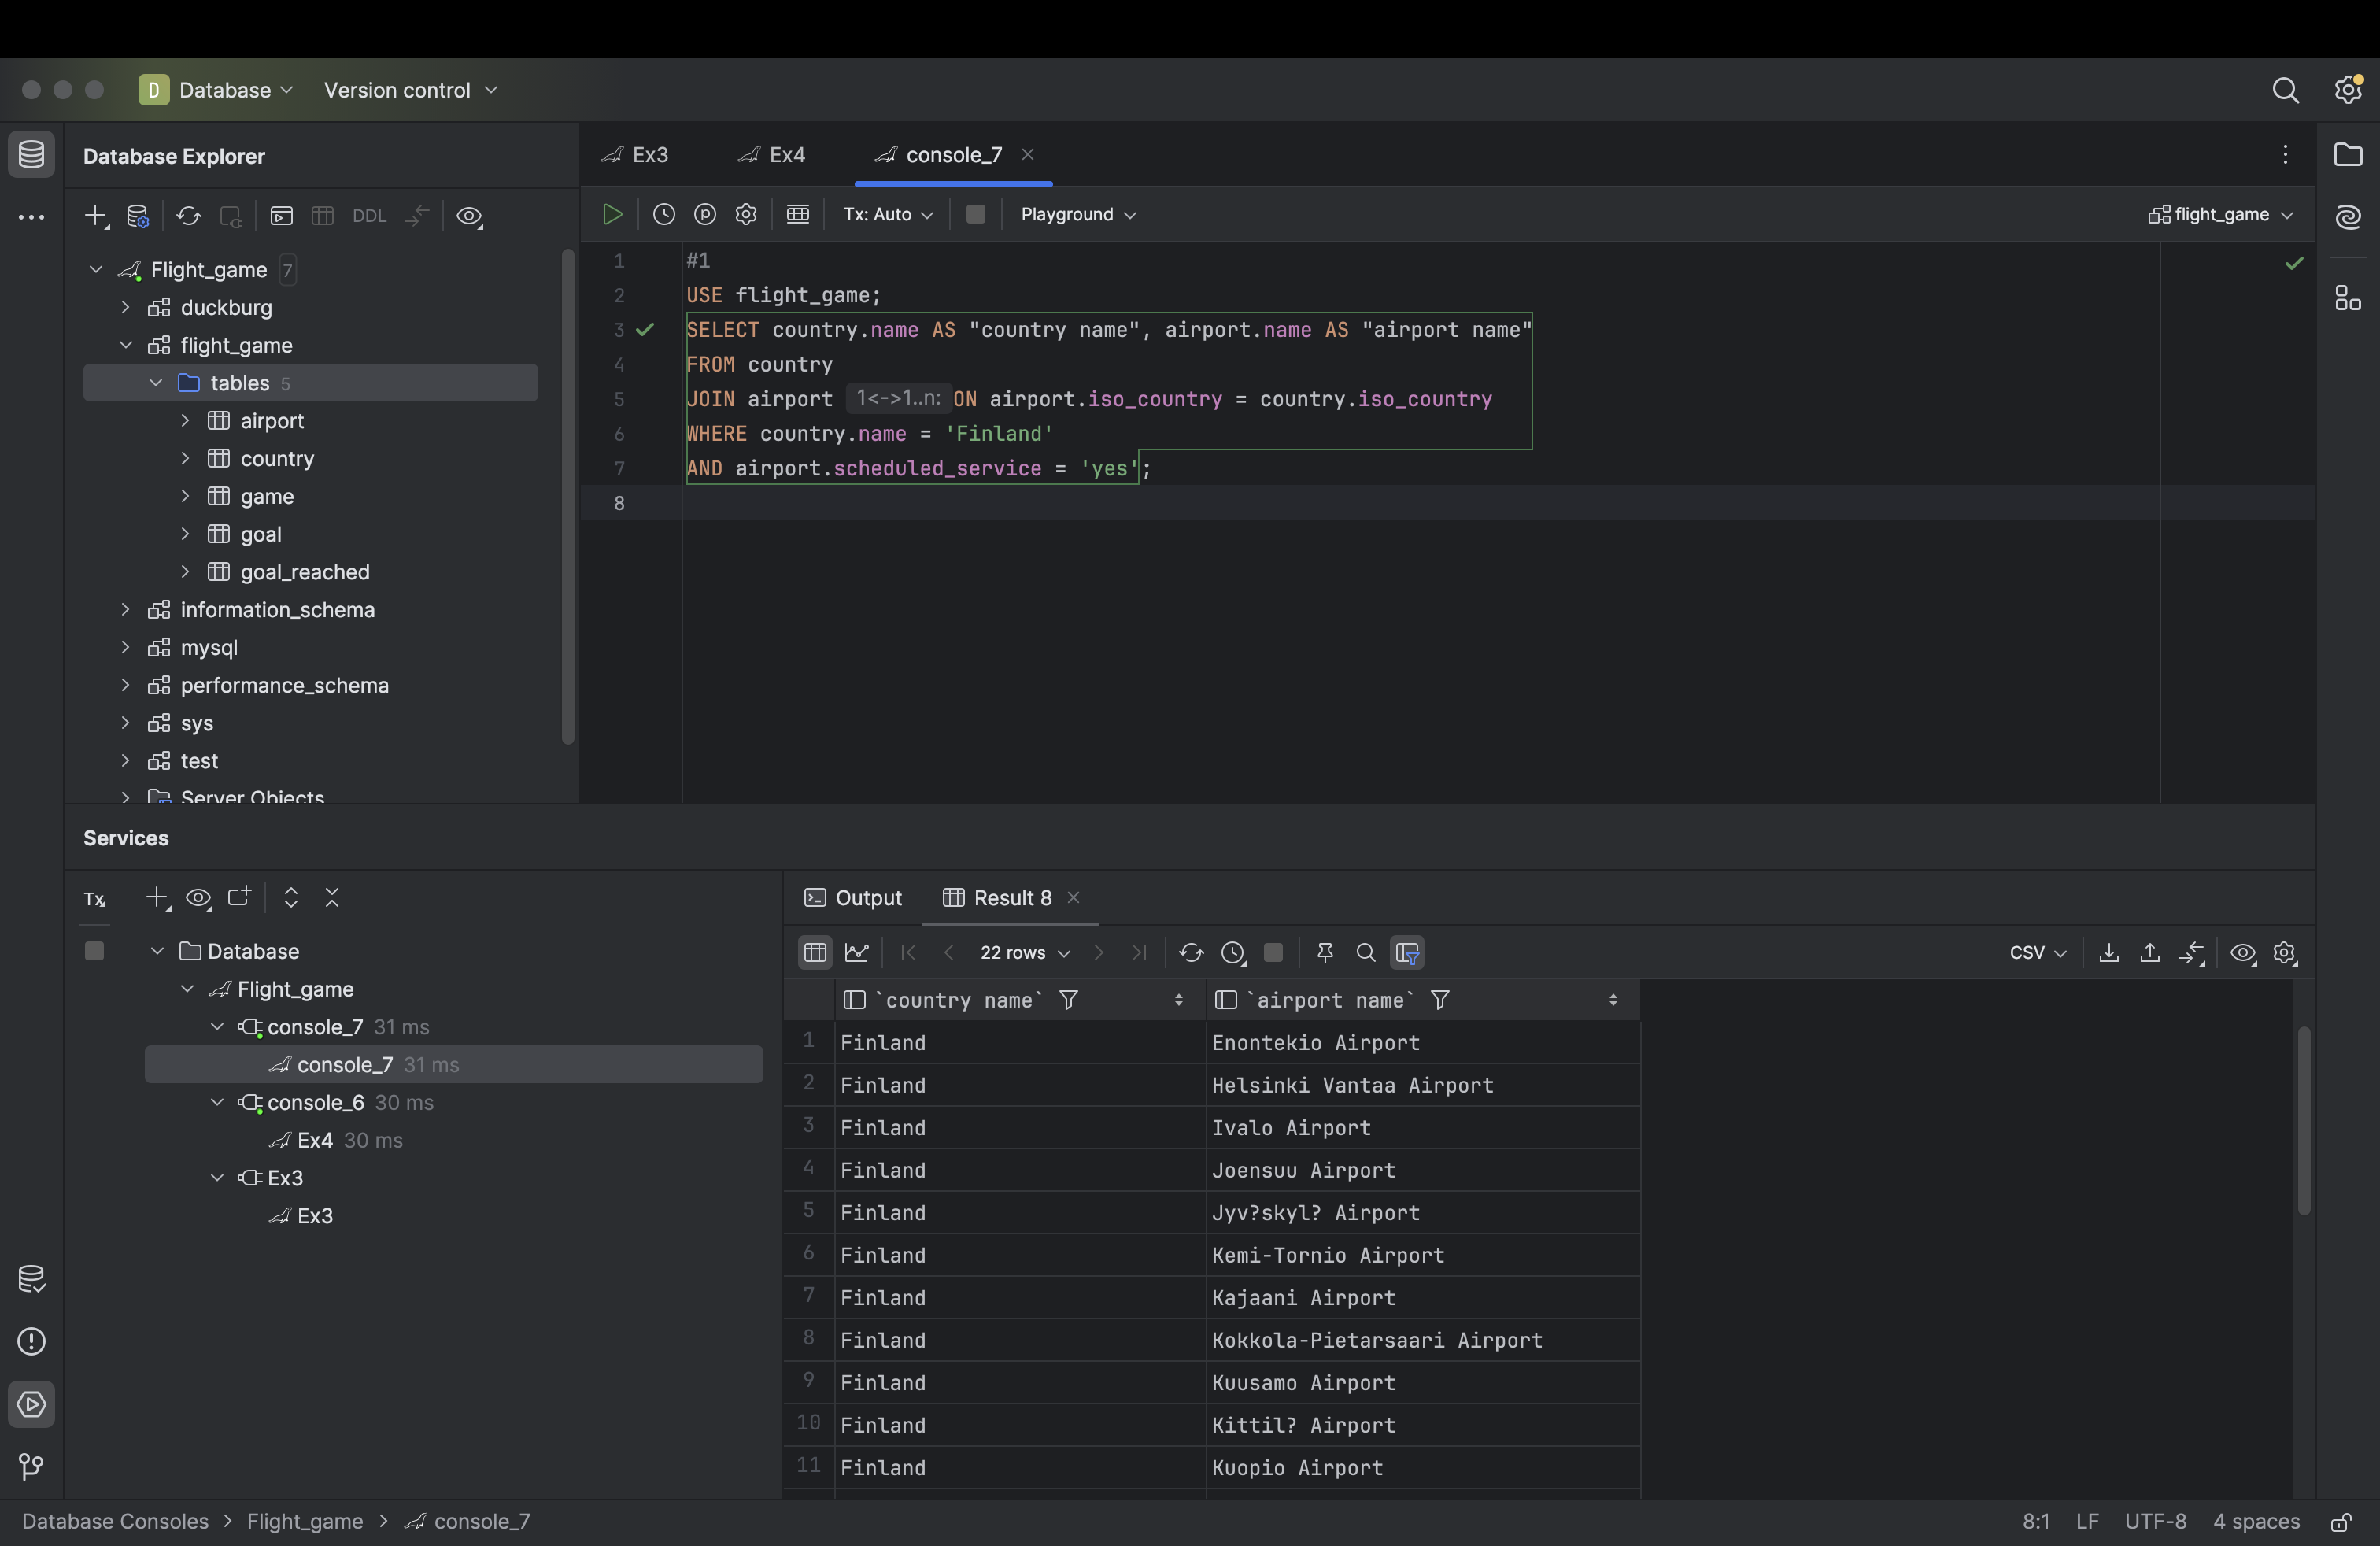 D Database Version control
Database Explorer
DDL
Flight_game 7
duckburg
flight_game
tables 5
airport
country
game
goal
goal_reached
information_schema
mysql
performance_schema
sys
test
Server Objects
Ex3 Ex4 console_7
Tx: Auto Playground flight_game
1 #1
2 USE flight_game;
3 SELECT country.name AS "country name", airport.name AS "airport name"
4 FROM country
5 JOIN airport 1<->1..n: ON airport.iso_country = country.iso_country
6 WHERE country.name = 'Finland'
7 AND airport.scheduled_service = 'yes';
8
Services
Tx
Database
Flight_game
console_7 31 ms
console_7 31 ms
console_6 30 ms
Ex4 30 ms
Ex3
Ex3
Output Result 8
22 rows CSV
`country name` `airport name`
1 Finland Enontekio Airport
2 Finland Helsinki Vantaa Airport
3 Finland Ivalo Airport
4 Finland Joensuu Airport
5 Finland Jyv?skyl? Airport
6 Finland Kemi-Tornio Airport
7 Finland Kajaani Airport
8 Finland Kokkola-Pietarsaari Airport
9 Finland Kuusamo Airport
10 Finland Kittil? Airport
11 Finland Kuopio Airport
Database Consoles > Flight_game > console_7
8:1 LF UTF-8 4 spaces